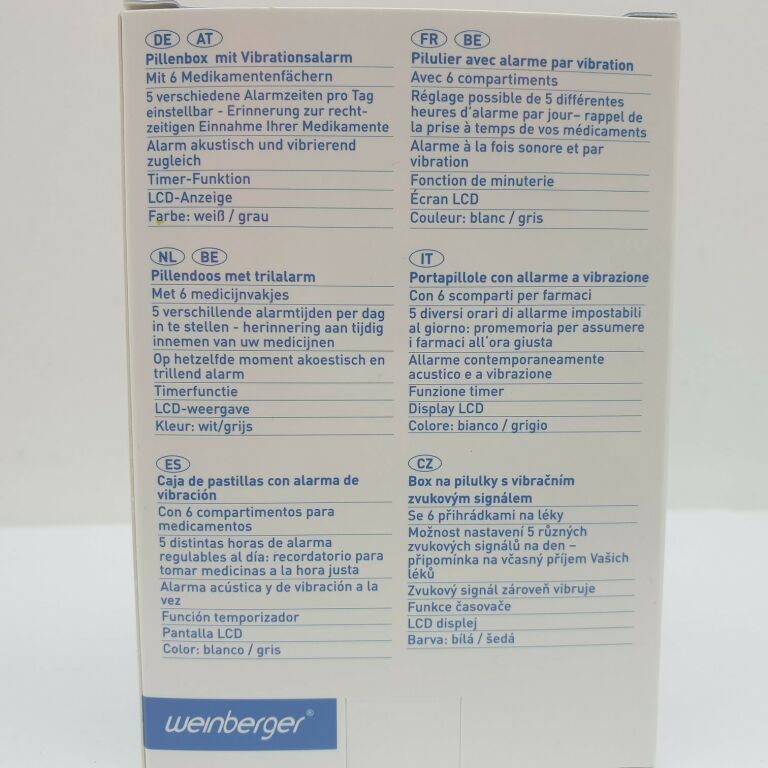 DE AT
Pillenbox mit Vibrationsalarm
Mit 6 Medikamentenfächern
5 verschiedene Alarmzeiten pro Tag
einstellbar - Erinnerung zur recht-
zeitigen Einnahme Ihrer Medikamente
Alarm akustisch und vibrierend
zugleich
Timer-Funktion
LCD-Anzeige
Farbe: weiß / grau
FR BE
Pilulier avec alarme par vibration
Avec 6 compartiments
Réglage possible de 5 différentes
heures d'alarme par jour– rappel de
la prise à temps de vos médicaments
Alarme à la fois sonore et par
vibration
Fonction de minuterie
Écran LCD
Couleur: blanc / gris
NL BE
Pillendoos met trilalarm
Met 6 medicijnvakjes
5 verschillende alarmtijden per dag
in te stellen - herinnering aan tijdig
innemen van uw medicijnen
Op hetzelfde moment akoestisch en
trillend alarm
Timerfunctie
LCD-weergave
Kleur: wit/grijs
IT
Portapillole con allarme a vibrazione
Con 6 scomparti per farmaci
5 diversi orari di allarme impostabili
al giorno: promemoria per assumere
i farmaci all'ora giusta
Allarme contemporaneamente
acustico e a vibrazione
Funzione timer
Display LCD
Colore: bianco / grigio
ES
Caja de pastillas con alarma de
vibración
Con 6 compartimentos para
medicamentos
5 distintas horas de alarma
regulables al día: recordatorio para
tomar medicinas a la hora justa
Alarma acústica y de vibración a la
vez
Función temporizador
Pantalla LCD
Color: blanco / gris
CZ
Box na pilulky s vibračním
zvukovým signálem
Se 6 přihrádkami na léky
Možnost nastavení 5 různých
zvukových signálů na den –
připomínka na včasný příjem Vašich
léků
Zvukový signál zároveň vibruje
Funkce časovače
LCD displej
Barva: bílá / šedá
weinberger®